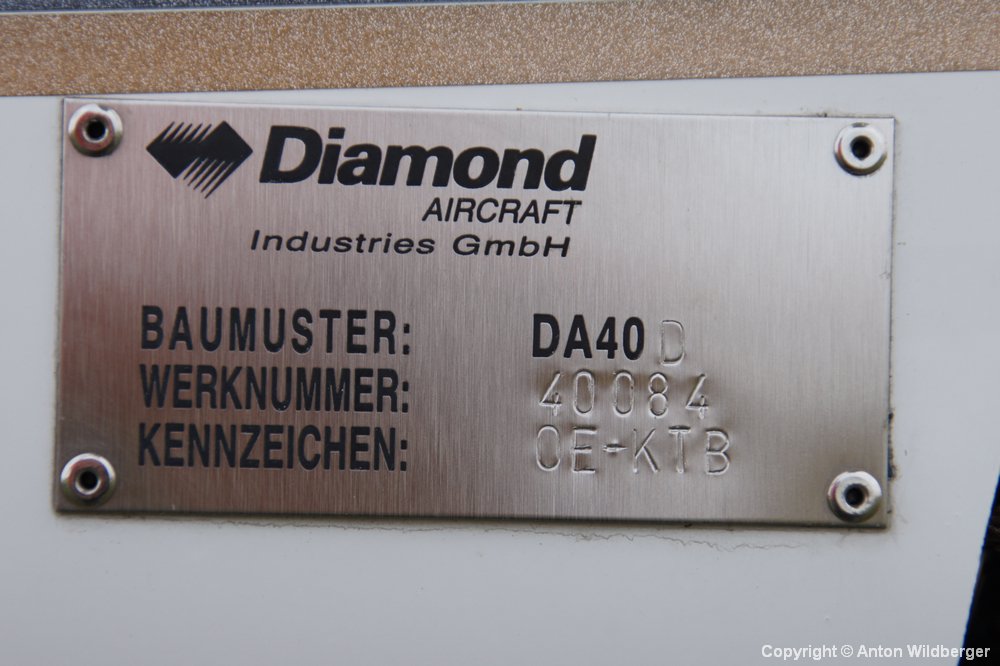 Diamond
AIRCRAFT
Industries GmbH
BAUMUSTER: DA40 D
WERKNUMMER: 40084
KENNZEICHEN: OE-KTB
Copyright © Anton Wildberger